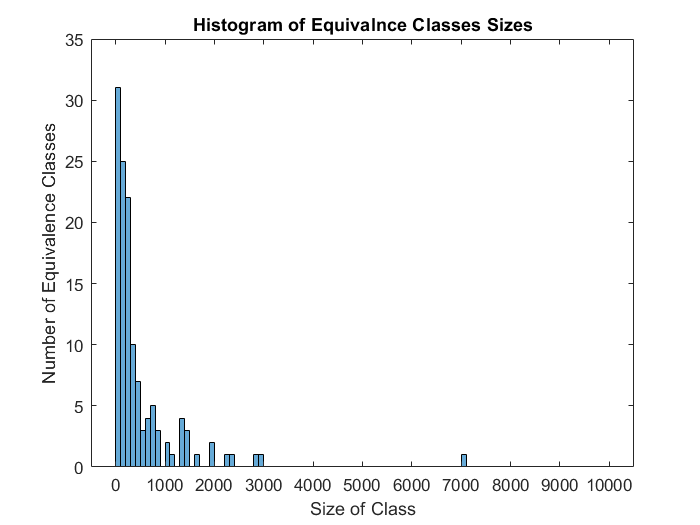 Histogram of Equivalnce Classes Sizes
35
30
25
20
15
10
5
0
Number of Equivalence Classes
0 1000 2000 3000 4000 5000 6000 7000 8000 9000 10000
Size of Class